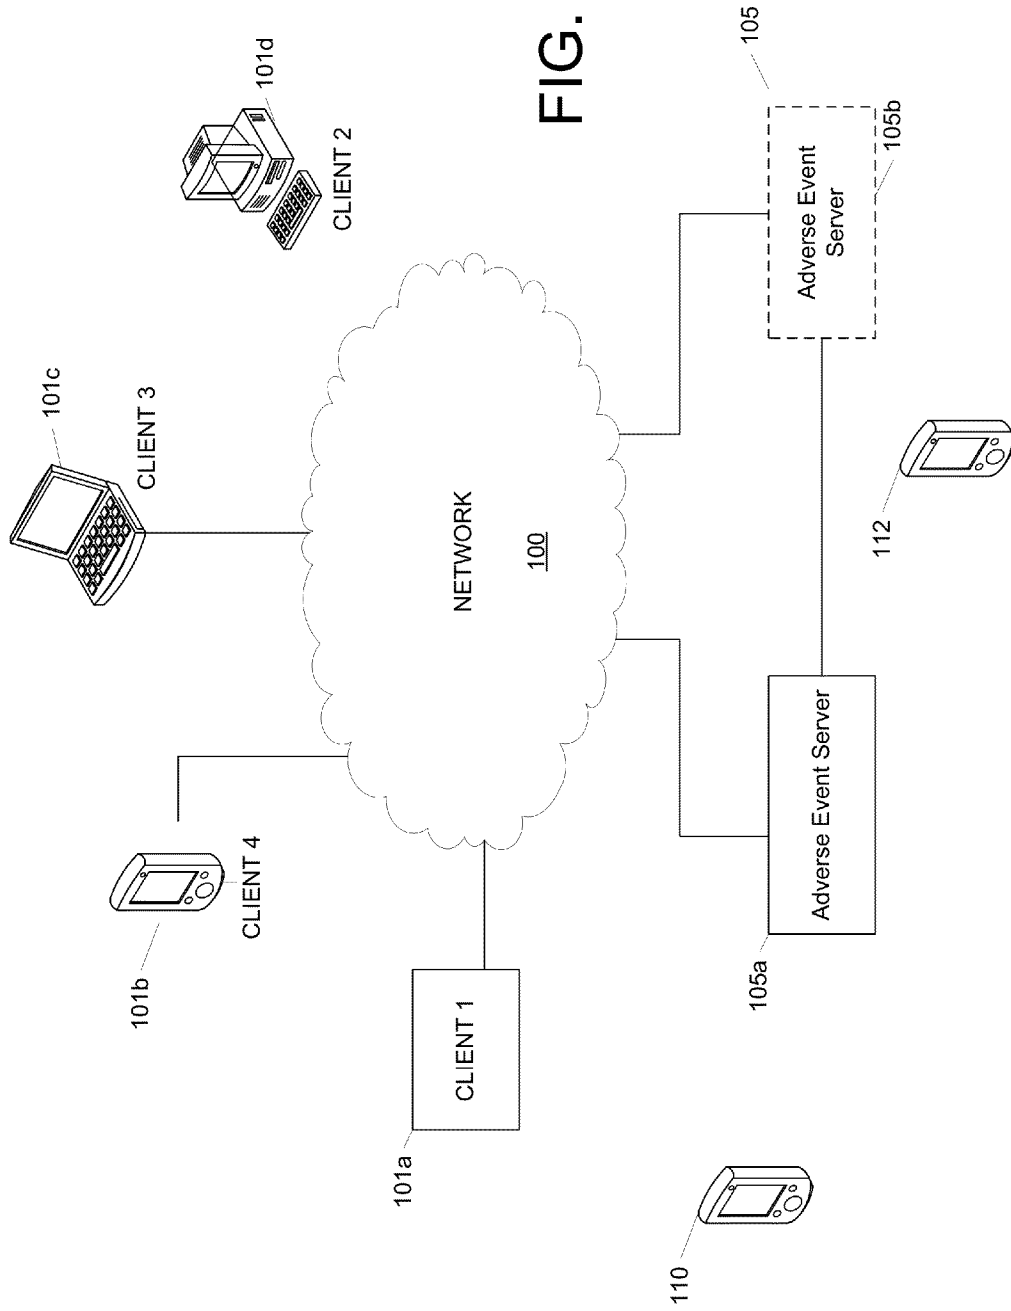 101d
CLIENT 2
FIG.
101c
CLIENT 3
105
Adverse Event
Server
105b
NETWORK
100
112
101b
CLIENT 4
Adverse Event Server
105a
CLIENT 1
101a
110